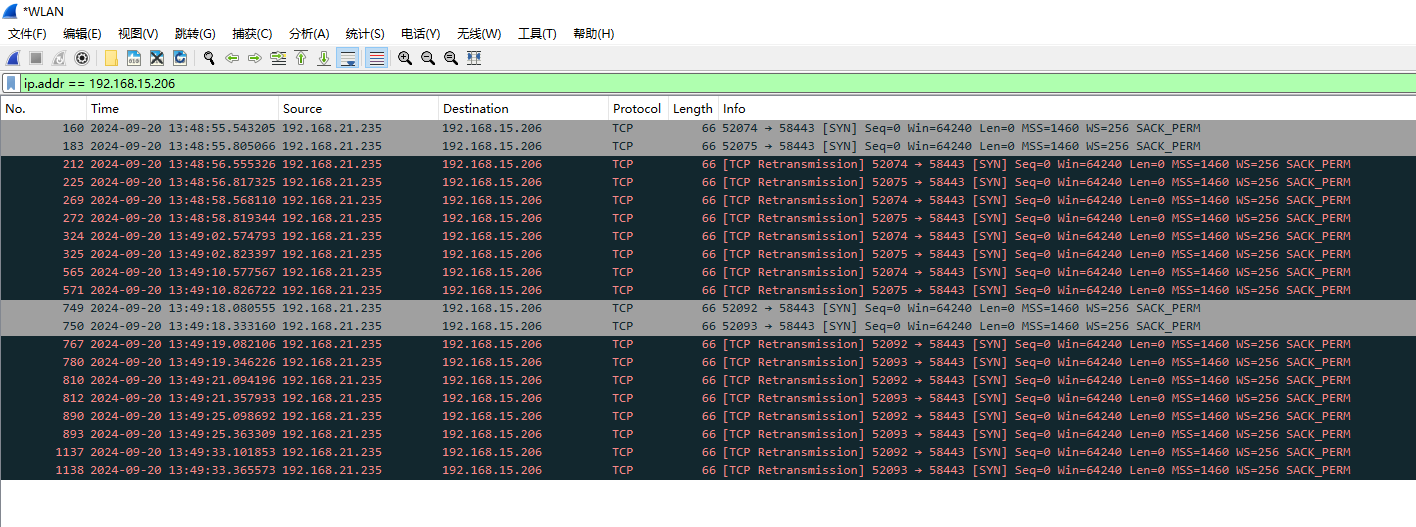 *WLAN
文件(F) 编辑(E) 视图(V) 跳转(G) 捕获(C) 分析(A) 统计(S) 电话(Y) 无线(W) 工具(T) 帮助(H)
ip.addr == 192.168.15.206
No. Time Source Destination Protocol Length Info
160 2024-09-20 13:48:55.543205 192.168.21.235 192.168.15.206 TCP 66 52074 → 58443 [SYN] Seq=0 Win=64240 Len=0 MSS=1460 WS=256 SACK_PERM
183 2024-09-20 13:48:55.805066 192.168.21.235 192.168.15.206 TCP 66 52075 → 58443 [SYN] Seq=0 Win=64240 Len=0 MSS=1460 WS=256 SACK_PERM
212 2024-09-20 13:48:56.555326 192.168.21.235 192.168.15.206 TCP 66 [TCP Retransmission] 52074 → 58443 [SYN] Seq=0 Win=64240 Len=0 MSS=1460 WS=256 SACK_PERM
225 2024-09-20 13:48:56.817325 192.168.21.235 192.168.15.206 TCP 66 [TCP Retransmission] 52075 → 58443 [SYN] Seq=0 Win=64240 Len=0 MSS=1460 WS=256 SACK_PERM
269 2024-09-20 13:48:58.568110 192.168.21.235 192.168.15.206 TCP 66 [TCP Retransmission] 52074 → 58443 [SYN] Seq=0 Win=64240 Len=0 MSS=1460 WS=256 SACK_PERM
272 2024-09-20 13:48:58.819344 192.168.21.235 192.168.15.206 TCP 66 [TCP Retransmission] 52075 → 58443 [SYN] Seq=0 Win=64240 Len=0 MSS=1460 WS=256 SACK_PERM
324 2024-09-20 13:49:02.574793 192.168.21.235 192.168.15.206 TCP 66 [TCP Retransmission] 52074 → 58443 [SYN] Seq=0 Win=64240 Len=0 MSS=1460 WS=256 SACK_PERM
325 2024-09-20 13:49:02.823397 192.168.21.235 192.168.15.206 TCP 66 [TCP Retransmission] 52075 → 58443 [SYN] Seq=0 Win=64240 Len=0 MSS=1460 WS=256 SACK_PERM
565 2024-09-20 13:49:10.577567 192.168.21.235 192.168.15.206 TCP 66 [TCP Retransmission] 52074 → 58443 [SYN] Seq=0 Win=64240 Len=0 MSS=1460 WS=256 SACK_PERM
571 2024-09-20 13:49:10.826722 192.168.21.235 192.168.15.206 TCP 66 [TCP Retransmission] 52075 → 58443 [SYN] Seq=0 Win=64240 Len=0 MSS=1460 WS=256 SACK_PERM
749 2024-09-20 13:49:18.080555 192.168.21.235 192.168.15.206 TCP 66 52092 → 58443 [SYN] Seq=0 Win=64240 Len=0 MSS=1460 WS=256 SACK_PERM
750 2024-09-20 13:49:18.333160 192.168.21.235 192.168.15.206 TCP 66 52093 → 58443 [SYN] Seq=0 Win=64240 Len=0 MSS=1460 WS=256 SACK_PERM
767 2024-09-20 13:49:19.082106 192.168.21.235 192.168.15.206 TCP 66 [TCP Retransmission] 52092 → 58443 [SYN] Seq=0 Win=64240 Len=0 MSS=1460 WS=256 SACK_PERM
780 2024-09-20 13:49:19.346226 192.168.21.235 192.168.15.206 TCP 66 [TCP Retransmission] 52093 → 58443 [SYN] Seq=0 Win=64240 Len=0 MSS=1460 WS=256 SACK_PERM
810 2024-09-20 13:49:21.094196 192.168.21.235 192.168.15.206 TCP 66 [TCP Retransmission] 52092 → 58443 [SYN] Seq=0 Win=64240 Len=0 MSS=1460 WS=256 SACK_PERM
812 2024-09-20 13:49:21.357933 192.168.21.235 192.168.15.206 TCP 66 [TCP Retransmission] 52093 → 58443 [SYN] Seq=0 Win=64240 Len=0 MSS=1460 WS=256 SACK_PERM
890 2024-09-20 13:49:25.098692 192.168.21.235 192.168.15.206 TCP 66 [TCP Retransmission] 52092 → 58443 [SYN] Seq=0 Win=64240 Len=0 MSS=1460 WS=256 SACK_PERM
893 2024-09-20 13:49:25.363309 192.168.21.235 192.168.15.206 TCP 66 [TCP Retransmission] 52093 → 58443 [SYN] Seq=0 Win=64240 Len=0 MSS=1460 WS=256 SACK_PERM
1137 2024-09-20 13:49:33.101853 192.168.21.235 192.168.15.206 TCP 66 [TCP Retransmission] 52092 → 58443 [SYN] Seq=0 Win=64240 Len=0 MSS=1460 WS=256 SACK_PERM
1138 2024-09-20 13:49:33.365573 192.168.21.235 192.168.15.206 TCP 66 [TCP Retransmission] 52093 → 58443 [SYN] Seq=0 Win=64240 Len=0 MSS=1460 WS=256 SACK_PERM